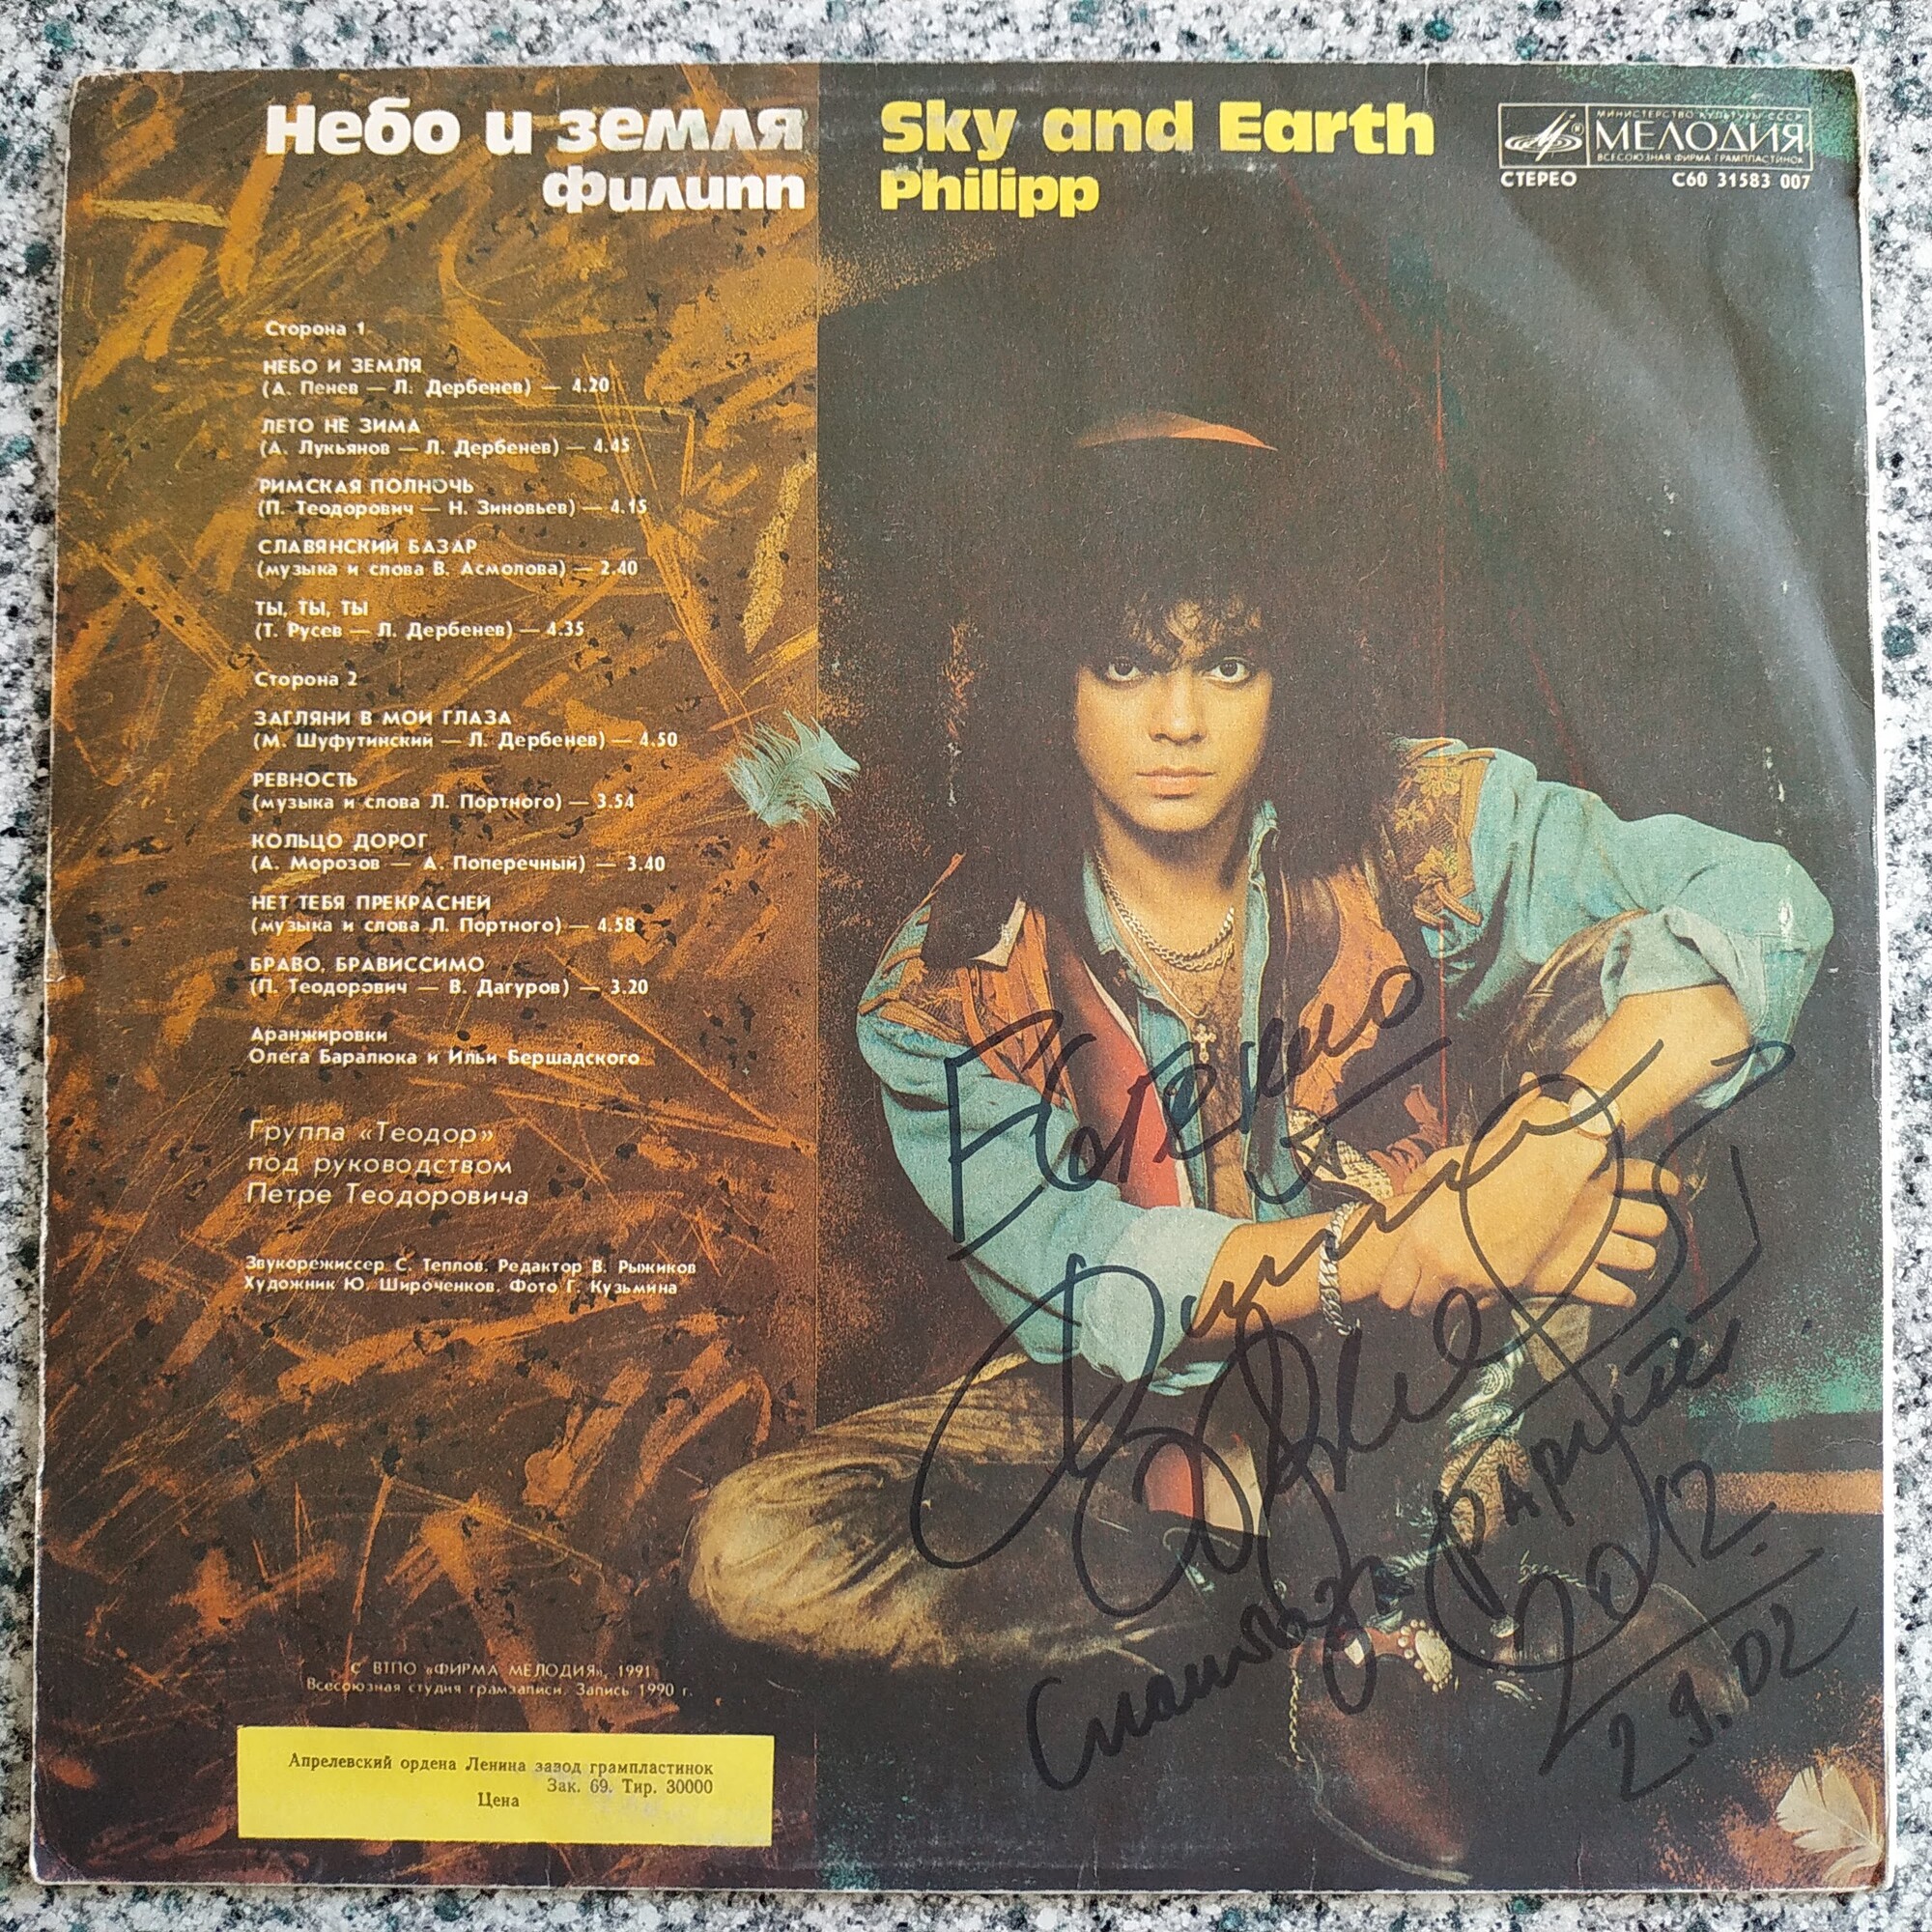 Небо и земля
Филипп
Sky and Earth
Philipp
МИНИСТЕРСТВО КУЛЬТУРЫ СССР
МЕЛОДИЯ
ВСЕСОЮЗНАЯ ФИРМА ГРАМПЛАСТИНОК
СТЕРЕО С60 31583 007
Сторона 1
НЕБО И ЗЕМЛЯ
(А. Пенев — Л. Дербенев) — 4.20
ЛЕТО НЕ ЗИМА
(А. Лукьянов — Л. Дербенев) — 4.45
РИМСКАЯ ПОЛНОЧЬ
(П. Теодорович — Н. Зиновьев) — 4.15
СЛАВЯНСКИЙ БАЗАР
(музыка и слова В. Асмолова) — 2.40
ТЫ, ТЫ, ТЫ
(Т. Русев — Л. Дербенев) — 4.35
Сторона 2
ЗАГЛЯНИ В МОИ ГЛАЗА
(М. Шуфутинский — Л. Дербенев) — 4.50
РЕВНОСТЬ
(музыка и слова Л. Портного) — 3.54
КОЛЬЦО ДОРОГ
(А. Морозов — А. Поперечный) — 3.40
НЕТ ТЕБЯ ПРЕКРАСНЕЙ
(музыка и слова Л. Портного) — 4.58
БРАВО, БРАВИССИМО
(П. Теодорович — В. Дагуров) — 3.20
Аранжировки
Олега Баралюка и Ильи Бершадского
Группа «Теодор»
под руководством
Петре Теодоровича
Звукорежиссер С. Теплов. Редактор В. Рыжиков
Художник Ю. Широченков. Фото Г. Кузьмина
С ВТПО «ФИРМА МЕЛОДИЯ», 1991
Всесоюзная студия грамзаписи. Запись 1990 г.
Апрелевский ордена Ленина завод грампластинок
Зак. 69. Тир. 30000
Цена
Спасибо за раритет
2012.
29.02